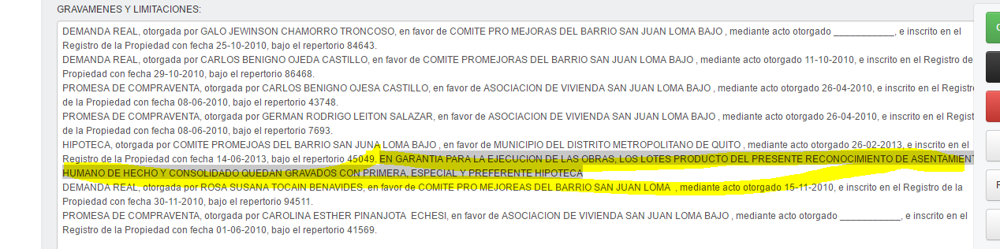 GRAVAMENES Y LIMITACIONES:
DEMANDA REAL, otorgada por GALO JEWINSON CHAMORRO TRONCOSO, en favor de COMITE PRO MEJORAS DEL BARRIO SAN JUAN LOMA BAJO , mediante acto otorgado ___________, e inscrito en el
Registro de la Propiedad con fecha 25-10-2010, bajo el repertorio 84643.
DEMANDA REAL, otorgada por CARLOS BENIGNO OJEDA CASTILLO, en favor de COMITE PROMEJORAS DEL BARRIO SAN JUAN LOMA BAJO , mediante acto otorgado 11-10-2010, e inscrito en el Registro de la
Propiedad con fecha 29-10-2010, bajo el repertorio 86468.
PROMESA DE COMPRAVENTA, otorgada por CARLOS BENIGNO OJESA CASTILLO, en favor de ASOCIACION DE VIVIENDA SAN JUAN LOMA BAJO , mediante acto otorgado 26-04-2010, e inscrito en el Registro
de la Propiedad con fecha 08-06-2010, bajo el repertorio 43748.
PROMESA DE COMPRAVENTA, otorgada por GERMAN RODRIGO LEITON SALAZAR, en favor de ASOCIACION DE VIVIENDA SAN JUAN LOMA BAJO , mediante acto otorgado 26-04-2010, e inscrito en el Regist
de la Propiedad con fecha 08-06-2010, bajo el repertorio 7693.
HIPOTECA, otorgada por COMITE PROMEJOAS DEL BARRIO SAN JUNA LOMA BAJO , en favor de MUNICIPIO DEL DISTRITO METROPOLITANO DE QUITO , mediante acto otorgado 26-02-2013, e inscrito en el
Registro de la Propiedad con fecha 14-06-2013, bajo el repertorio 45049. EN GARANTIA PARA LA EJECUCION DE LAS OBRAS, LOS LOTES PRODUCTO DEL PRESENTE RECONOCIMIENTO DE ASENTAMIENT
HUMANO DE HECHO Y CONSOLIDADO QUEDAN GRAVADOS CON PRIMERA, ESPECIAL Y PREFERENTE HIPOTECA
DEMANDA REAL, otorgada por ROSA SUSANA TOCAIN BENAVIDES, en favor de COMITE PRO MEJOREAS DEL BARRIO SAN JUAN LOMA , mediante acto otorgado 15-11-2010, e inscrito en el Registro de la
Propiedad con fecha 30-11-2010, bajo el repertorio 94511.
PROMESA DE COMPRAVENTA, otorgada por CAROLINA ESTHER PINANJOTA ECHESI, en favor de ASOCIACION DE VIVIENDA SAN JUAN LOMA BAJO , mediante acto otorgado ___________, e inscrito en el
Registro de la Propiedad con fecha 01-06-2010, bajo el repertorio 41569.